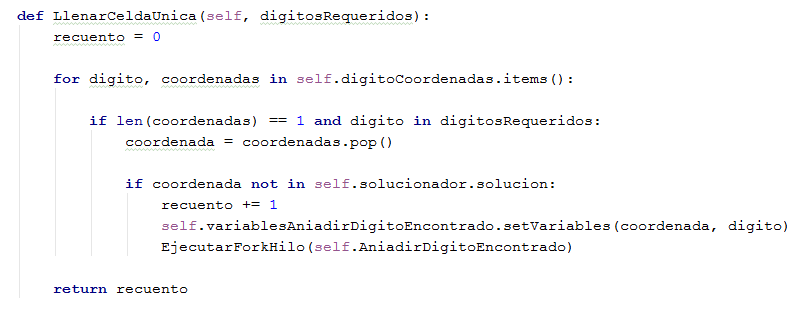 def LlenarCeldaUnica(self, digitosRequeridos):
    recuento = 0
    for digito, coordenadas in self.digitoCoordenadas.items():
        if len(coordenadas) == 1 and digito in digitosRequeridos:
            coordenada = coordenadas.pop()
            if coordenada not in self.solucionador.solucion:
                recuento += 1
                self.variablesAniadirDigitoEncontrado.setVariables(coordenada, digito)
                EjecutarForkHilo(self.AniadirDigitoEncontrado)
    return recuento